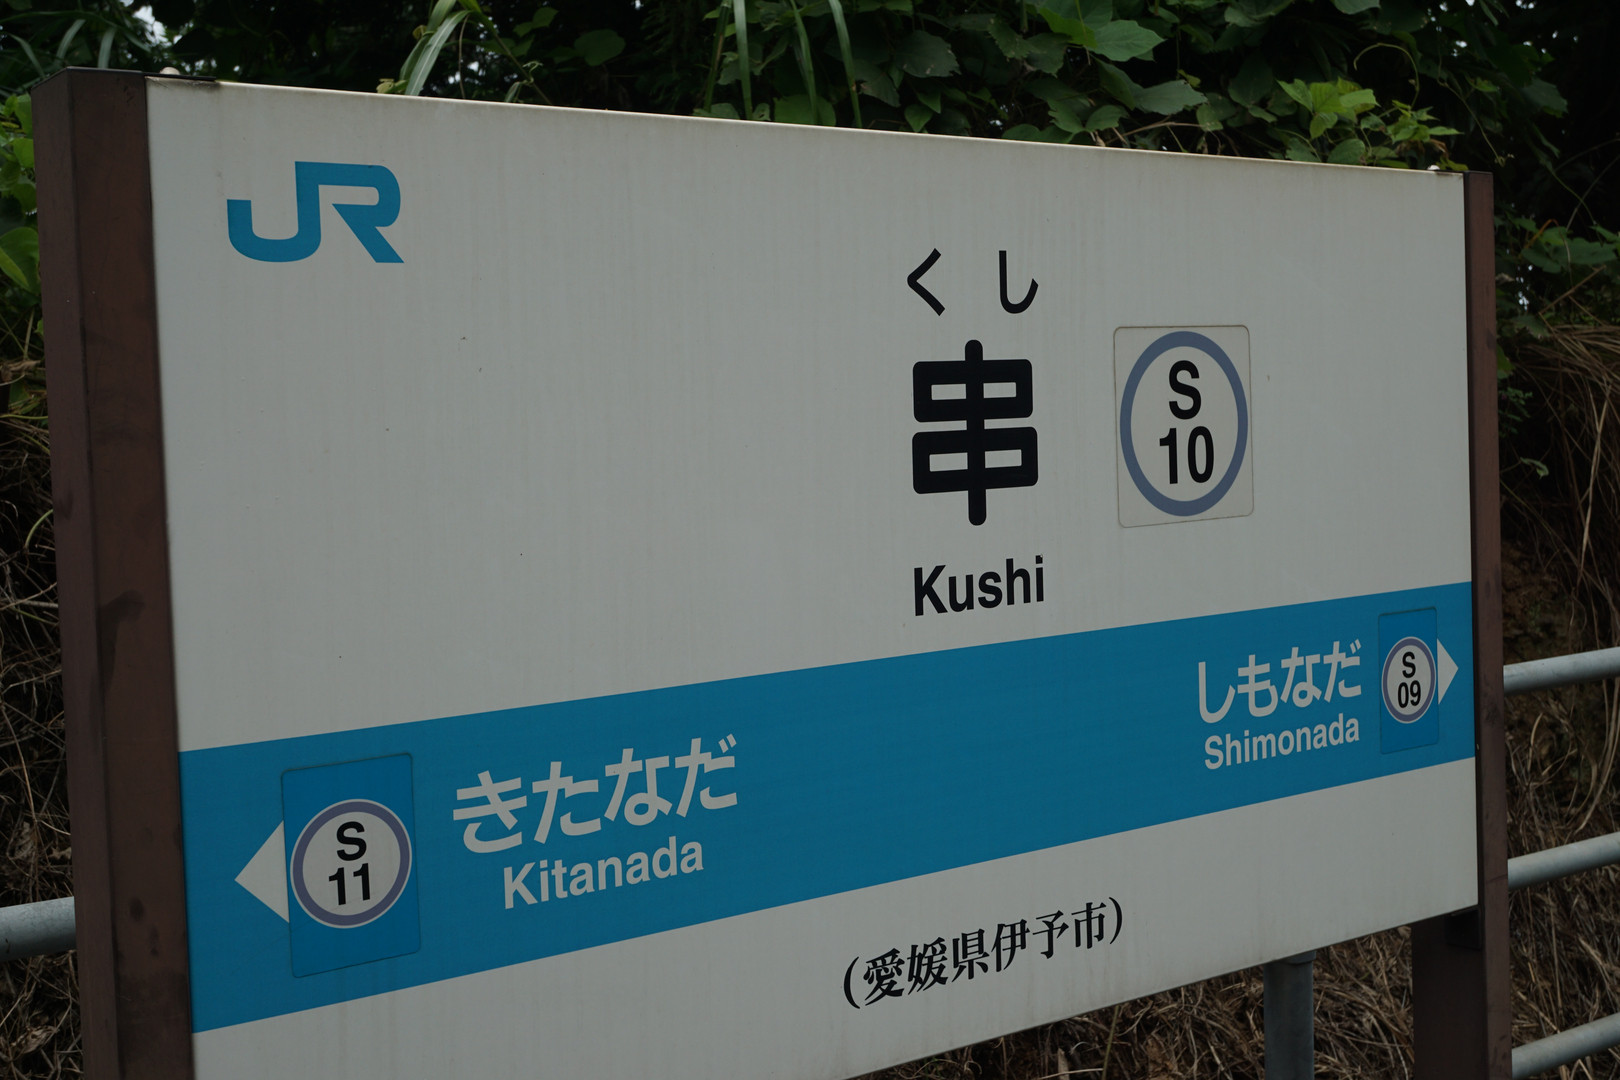 JR
くし
串
S
10
Kushi
しもなだ
Shimonada
S
09
S
11
きたなだ
Kitanada
(愛媛県伊予市)